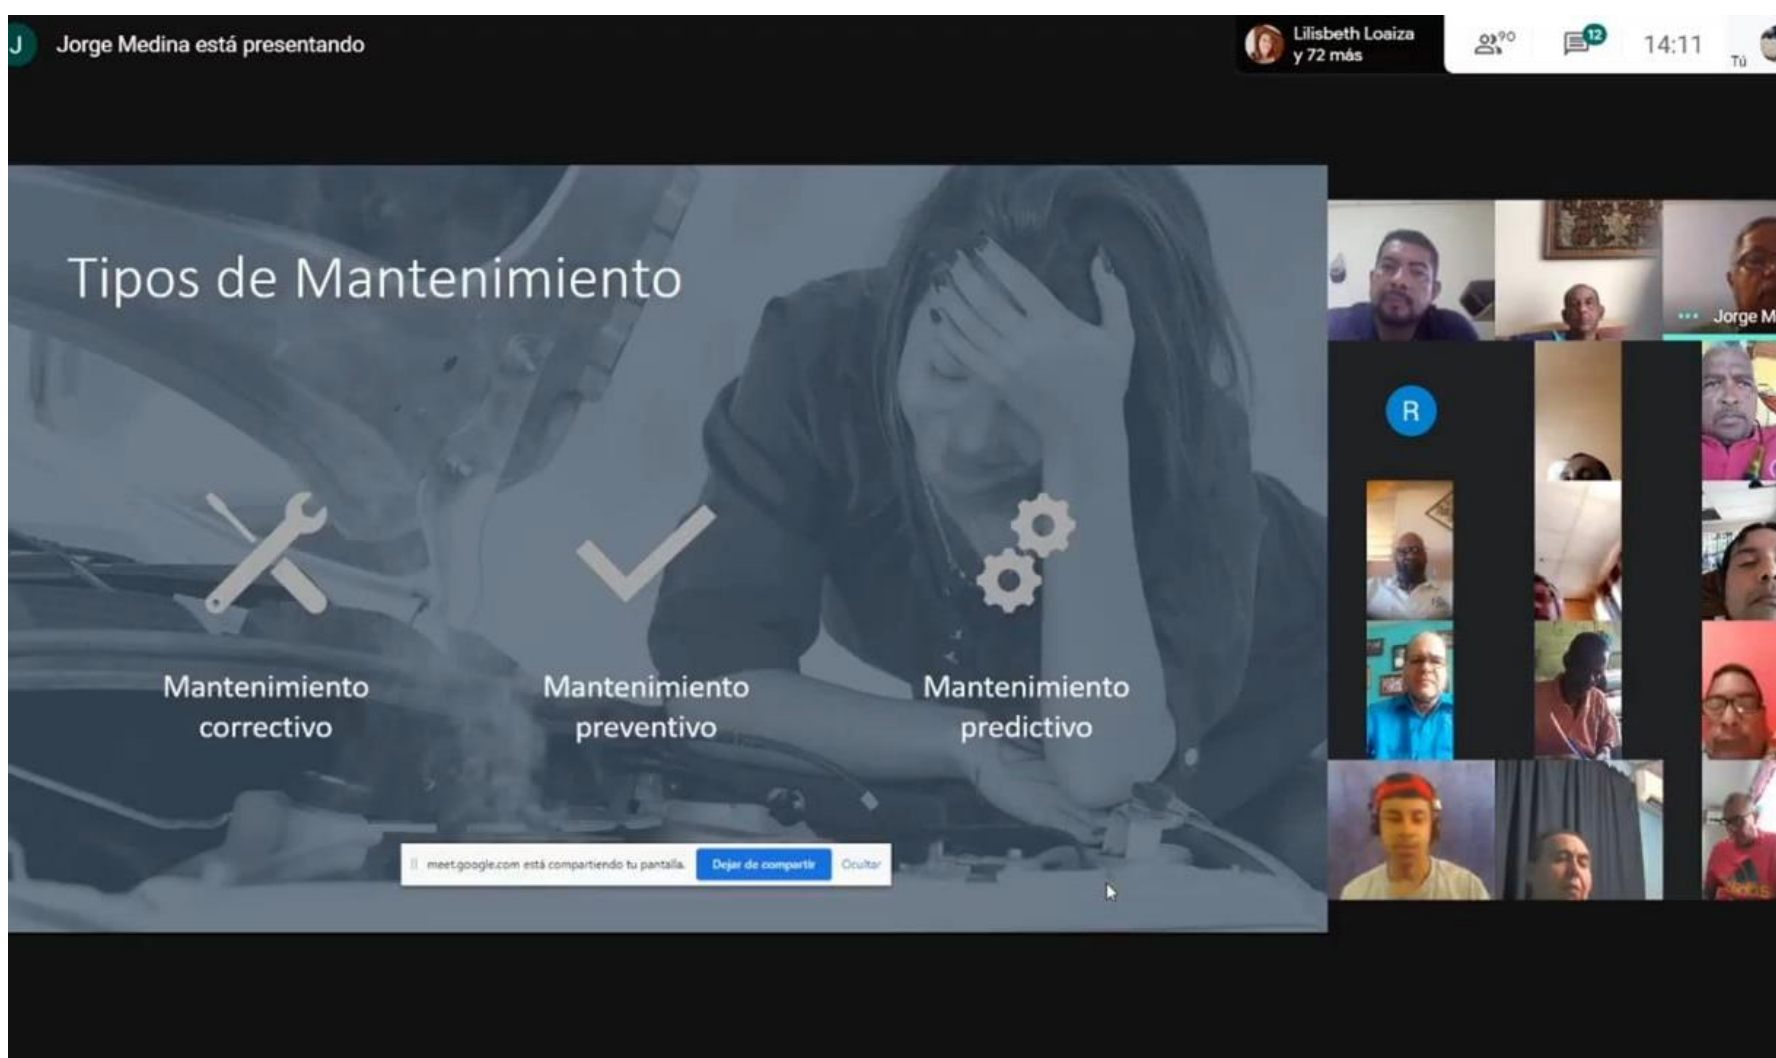 J
Jorge Medina está presentando
Lilisbeth Loaiza
y 72 más
90
12
14:11
Tú
Tipos de Mantenimiento
Jorge M
R
Mantenimiento
correctivo
Mantenimiento
preventivo
Mantenimiento
predictivo
meet.google.com está compartiendo tu pantalla.
Dejar de compartir
Ocultar